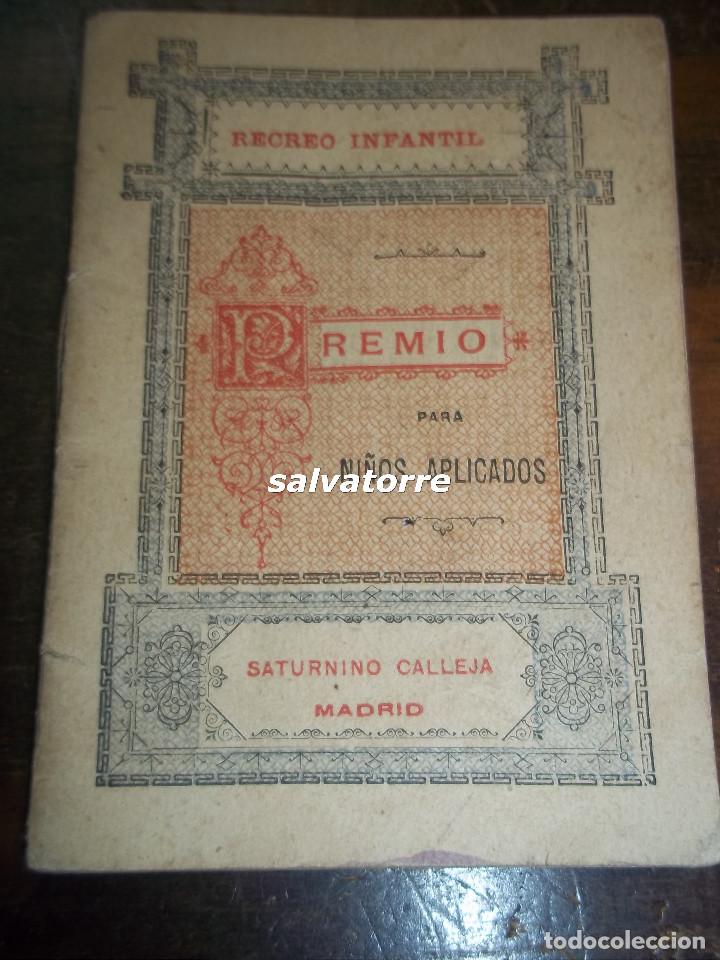 RECREO INFANTIL
PREMIO
PARA
NIÑOS APLICADOS
salvatorre
SATURNINO CALLEJA
MADRID
todocoleccion